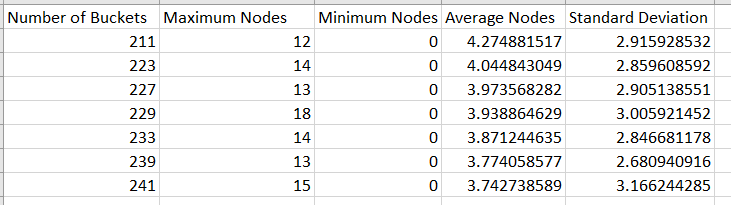 Number of Buckets Maximum Nodes Minimum Nodes Average Nodes Standard Deviation
211 12 0 4.274881517 2.915928532
223 14 0 4.044843049 2.859608592
227 13 0 3.973568282 2.905138551
229 18 0 3.938864629 3.005921452
233 14 0 3.871244635 2.846681178
239 13 0 3.774058577 2.680940916
241 15 0 3.742738589 3.166244285